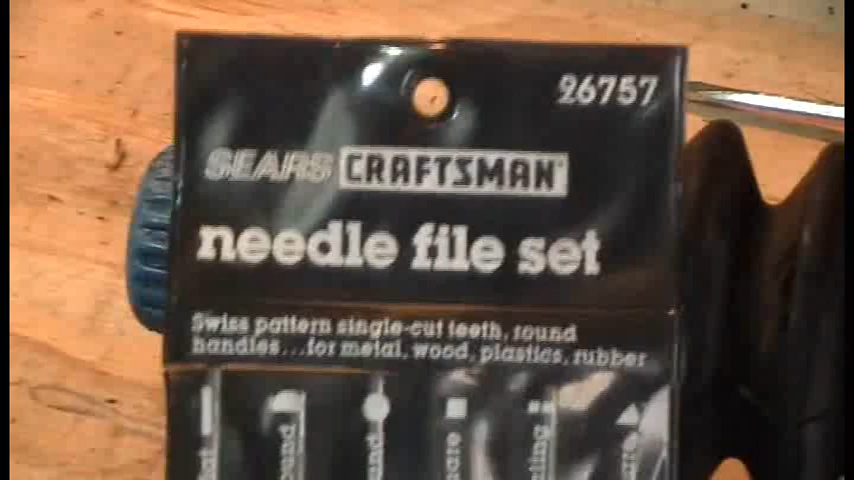 26757
SEARS CRAFTSMAN
needle file set
Swiss pattern single-cut teeth, round
handles...for metal, wood, plastics, rubber